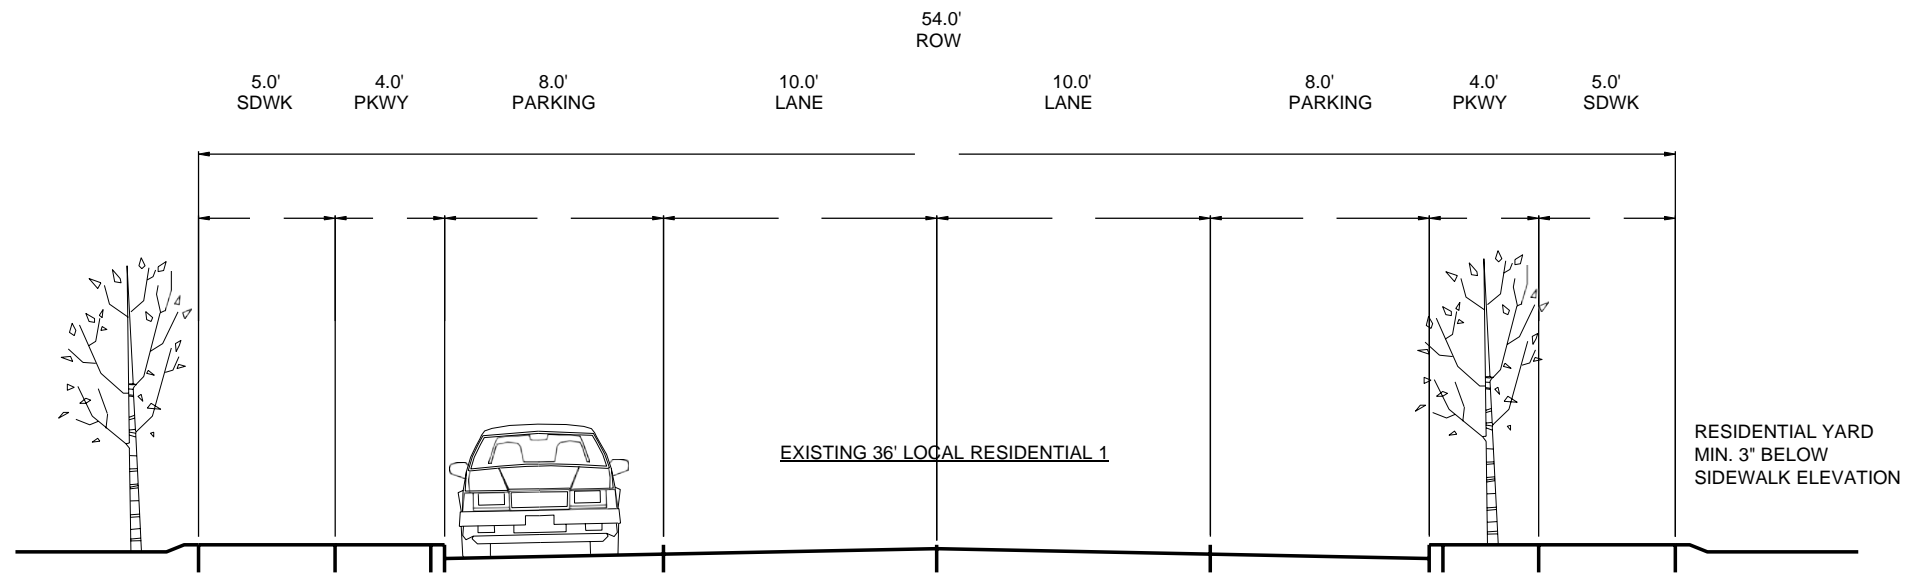 54.0'
ROW
5.0'
SDWK
4.0'
PKWY
8.0'
PARKING
10.0'
LANE
10.0'
LANE
8.0'
PARKING
4.0'
PKWY
5.0'
SDWK
EXISTING 36' LOCAL RESIDENTIAL 1
RESIDENTIAL YARD
MIN. 3" BELOW
SIDEWALK ELEVATION